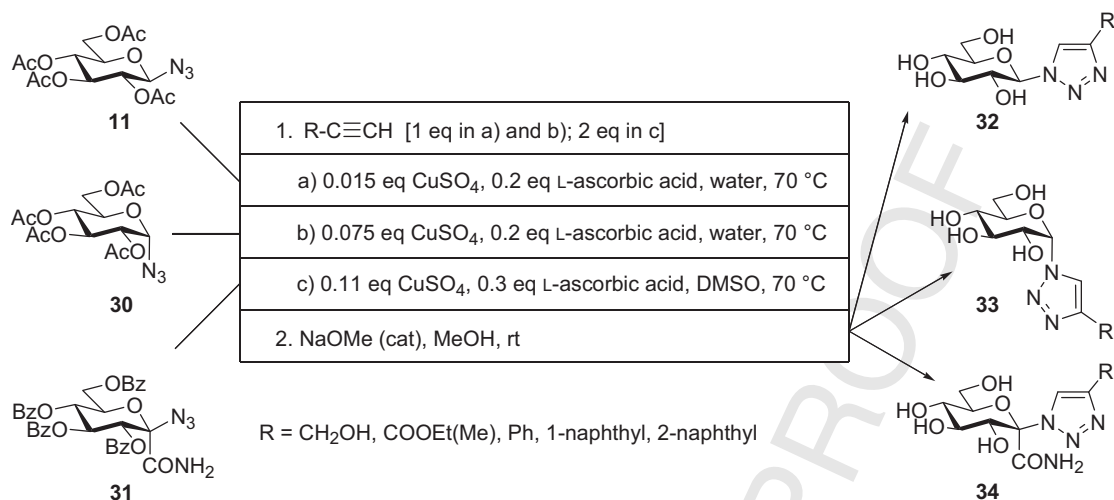 OAc
O
AcO
AcO
N3
OAc
11
OAc
O
AcO
AcO
AcO
N3
30
OBz
O
N3
BzO
BzO
BzO
CONH2
31
1. R-C≡CH [1 eq in a) and b); 2 eq in c]
a) 0.015 eq CuSO4, 0.2 eq L-ascorbic acid, water, 70 °C
b) 0.075 eq CuSO4, 0.2 eq L-ascorbic acid, water, 70 °C
c) 0.11 eq CuSO4, 0.3 eq L-ascorbic acid, DMSO, 70 °C
2. NaOMe (cat), MeOH, rt
R = CH2OH, COOEt(Me), Ph, 1-naphthyl, 2-naphthyl
R
OH
HO
O
HO
N
OH
N
N
32
OH
HO
O
HO
HO
N
N
N
R
33
R
OH
O
HO
N
HO
HO
N
N
CONH2
34
PROOF